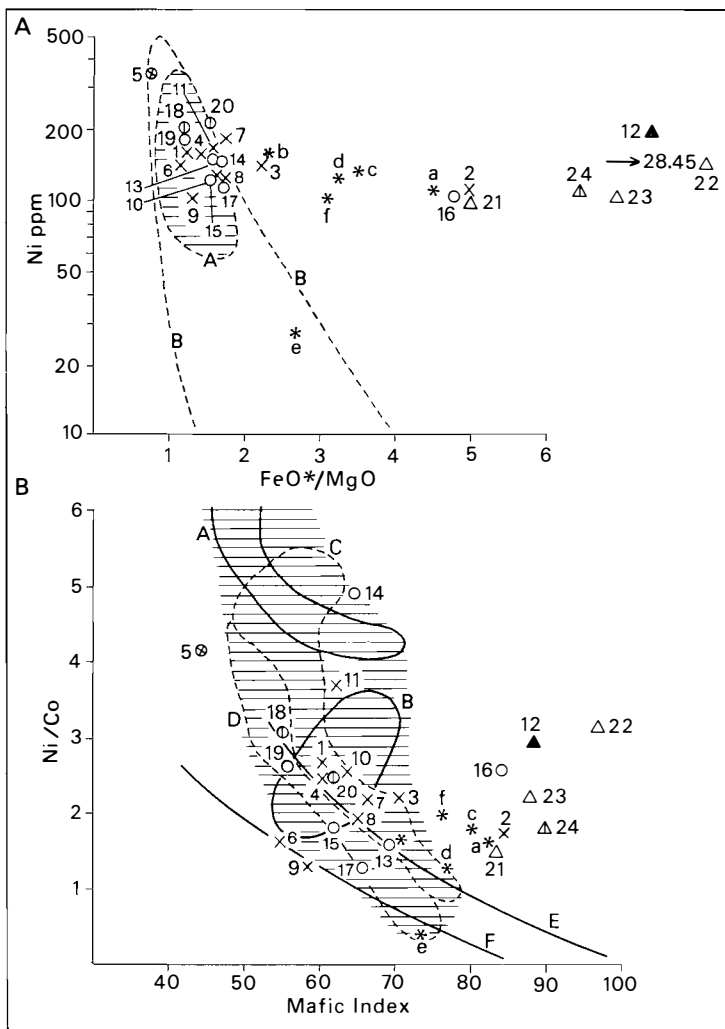 A
500
200
100
50
20
10
Ni ppm
5
11
18
19
1
4
6
13
10
9
20
7
14
8
17
15
A
b
3
d
c
f
a
2
16
21
12
28.45
24
23
22
B
B
e
1
2
3
4
5
6
FeO*/MgO
B
6
5
4
3
2
1
Ni/Co
A
C
14
5
11
D
18
B
19
1
10
4
20
7
3
8
6
15
9
17
13
12
22
16
f
23
c
2
a
24
21
d
e
F
E
40
50
60
70
80
90
100
Mafic Index